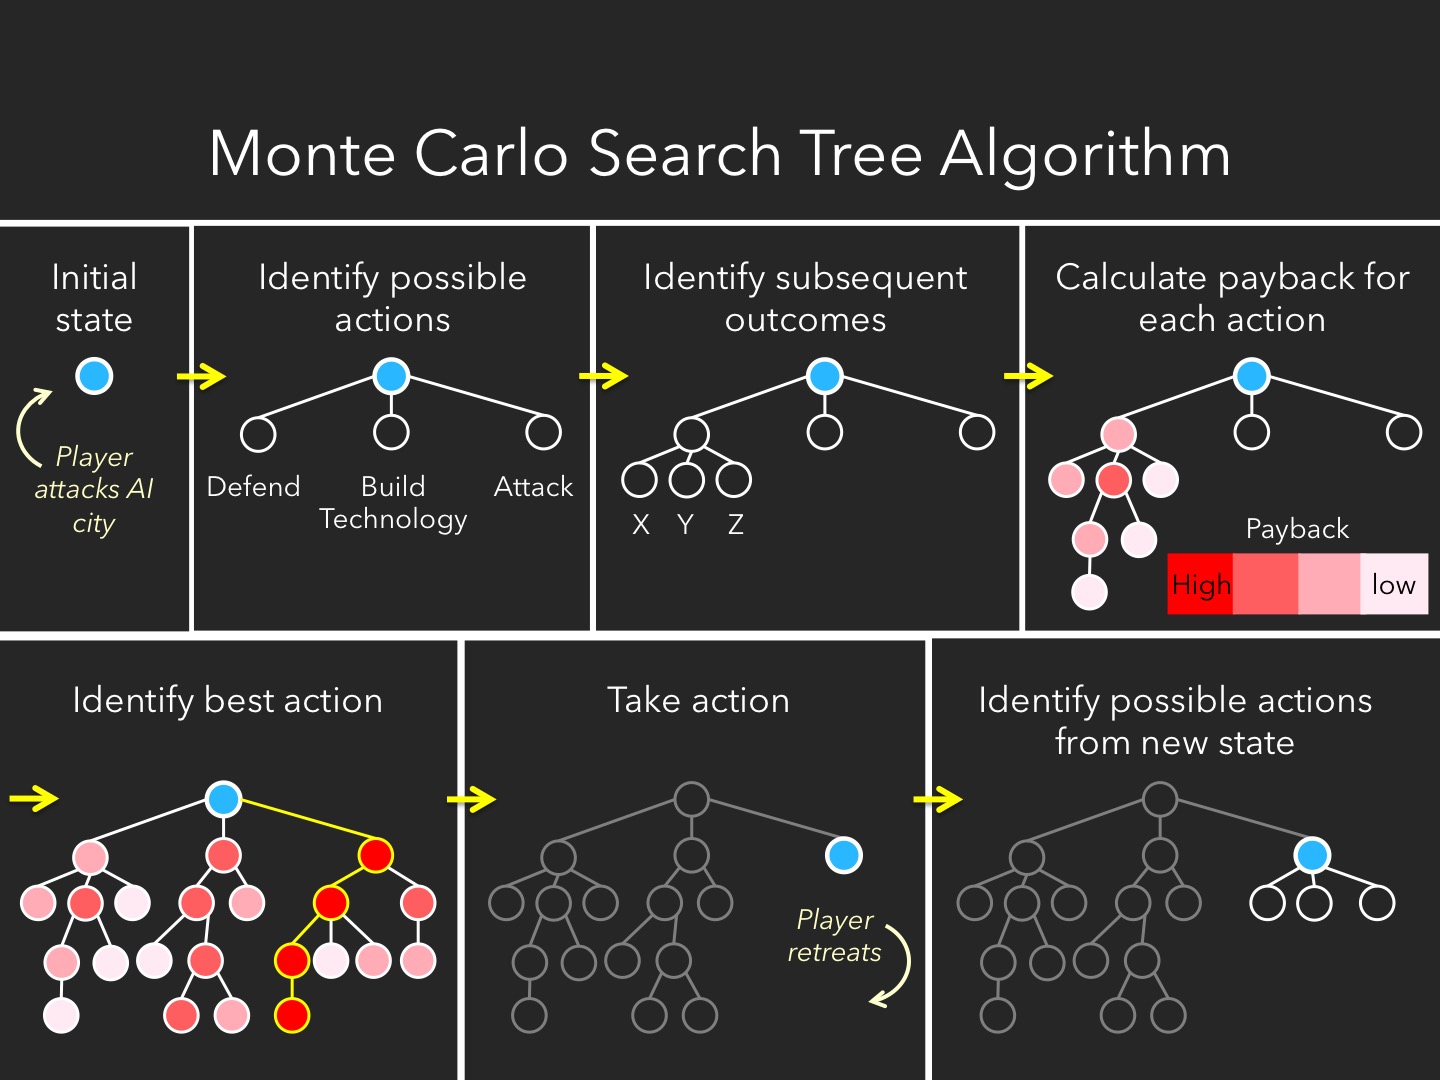 Monte Carlo Search Tree Algorithm
Initial
state
Player
attacks AI
city
Identify possible
actions
Defend
Build
Technology
Attack
Identify subsequent
outcomes
X
Y
Z
Calculate payback for
each action
Payback
High
low
Identify best action
Take action
Player
retreats
Identify possible actions
from new state